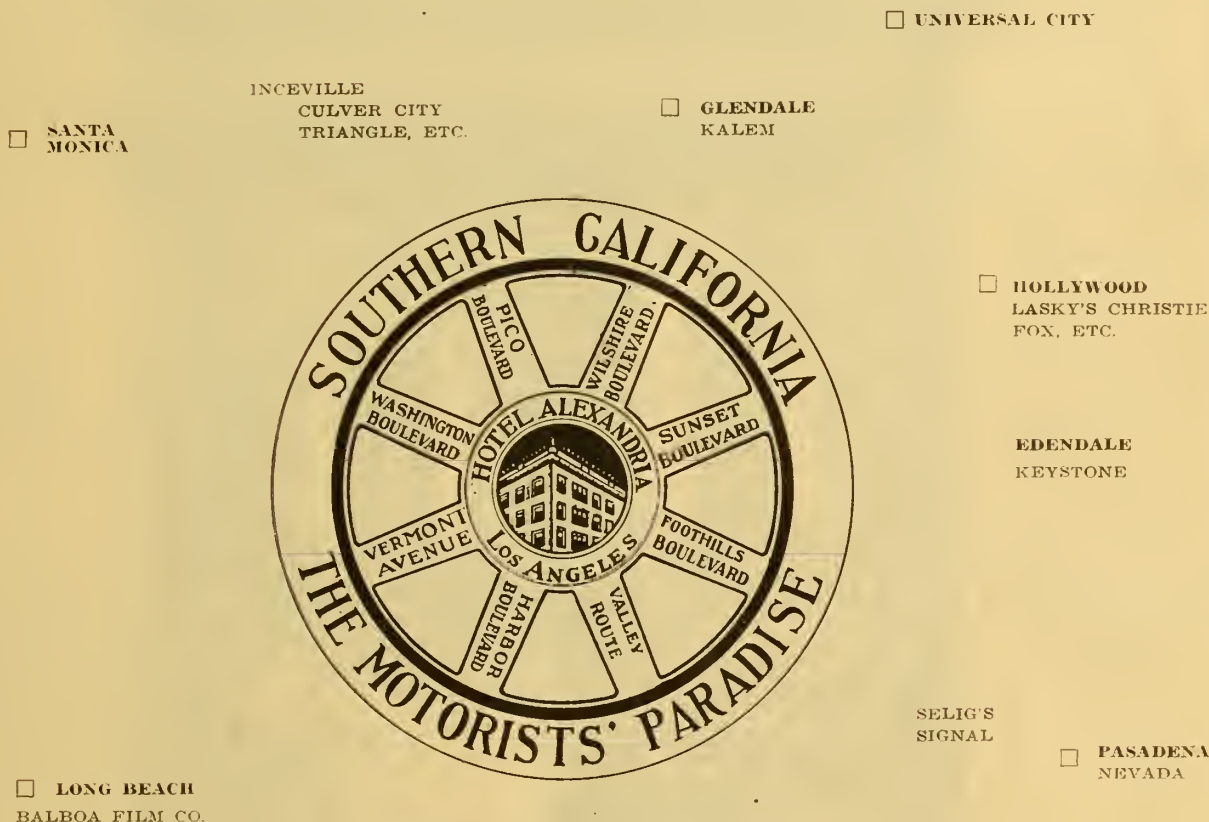 UNIVERSAL CITY
INCEVILLE
CULVER CITY
TRIANGLE, ETC.
GLENDALE
KALEM
SANTA
MONICA
SOUTHERN CALIFORNIA
HOLLYWOOD
LASKY'S CHRISTIE
FOX, ETC.
PICO
BOULEVARD
WILSHIRE
BOULEVARD.
WASHINGTON
BOULEVARD
SUNSET
BOULEVARD
HOTEL ALEXANDRIA
LOS ANGELES
EDENDALE
KEYSTONE
VERMONT
AVENUE
FOOTHILLS
BOULEVARD
HARBOR
BOULEVARD
VALLEY
ROUTE
THE MOTORISTS' PARADISE
SELIG'S
SIGNAL
PASADENA
NEVADA
LONG BEACH
BALBOA FILM CO.